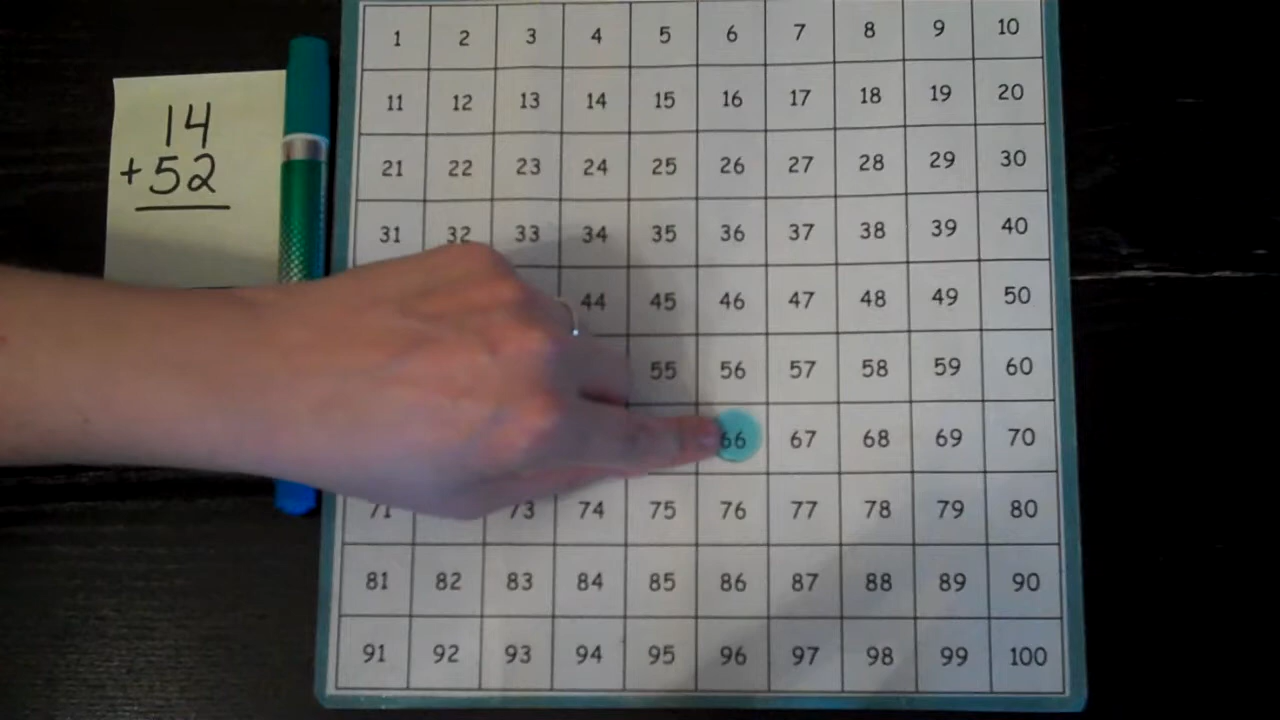 14
+52
1 2 3 4 5 6 7 8 9 10
11 12 13 14 15 16 17 18 19 20
21 22 23 24 25 26 27 28 29 30
31 32 33 34 35 36 37 38 39 40
44 45 46 47 48 49 50
55 56 57 58 59 60
66 67 68 69 70
71 73 74 75 76 77 78 79 80
81 82 83 84 85 86 87 88 89 90
91 92 93 94 95 96 97 98 99 100